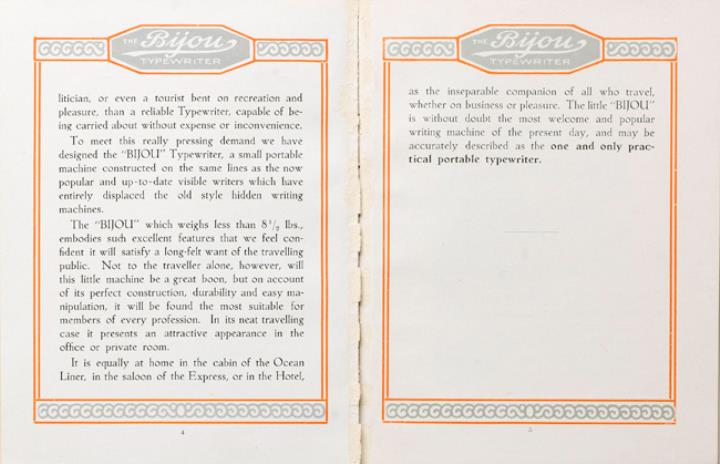 THE Bijou
TYPEWRITER
litician, or even a tourist bent on recreation and
pleasure, than a reliable Typewriter, capable of be-
ing carried about without expense or inconvenience.
To meet this really pressing demand we have
designed the "BIJOU" Typewriter, a small portable
machine constructed on the same lines as the now
popular and up-to-date visible writers which have
entirely displaced the old style hidden writing
machines.
The "BIJOU" which weighs less than 8 1/2 lbs.,
embodies such excellent features that we feel con-
fident it will satisfy a long-felt want of the travelling
public. Not to the traveller alone, however, will
this little machine be a great boon, but on account
of its perfect construction, durability and easy ma-
nipulation, it will be found the most suitable for
members of every profession. In its neat travelling
case it presents an attractive appearance in the
office or private room.
It is equally at home in the cabin of the Ocean
Liner, in the saloon of the Express, or in the Hotel,
4
THE Bijou
TYPEWRITER
as the inseparable companion of all who travel,
whether on business or pleasure. The little "BIJOU"
is without doubt the most welcome and popular
writing machine of the present day, and may be
accurately described as the one and only prac-
tical portable typewriter.
5